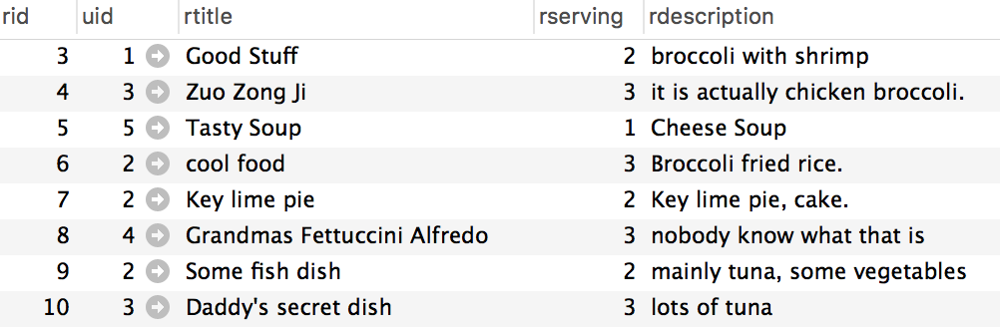 rid uid rtitle rserving rdescription
3 1 Good Stuff 2 broccoli with shrimp
4 3 Zuo Zong Ji 3 it is actually chicken broccoli.
5 5 Tasty Soup 1 Cheese Soup
6 2 cool food 3 Broccoli fried rice.
7 2 Key lime pie 2 Key lime pie, cake.
8 4 Grandmas Fettuccini Alfredo 3 nobody know what that is
9 2 Some fish dish 2 mainly tuna, some vegetables
10 3 Daddy's secret dish 3 lots of tuna